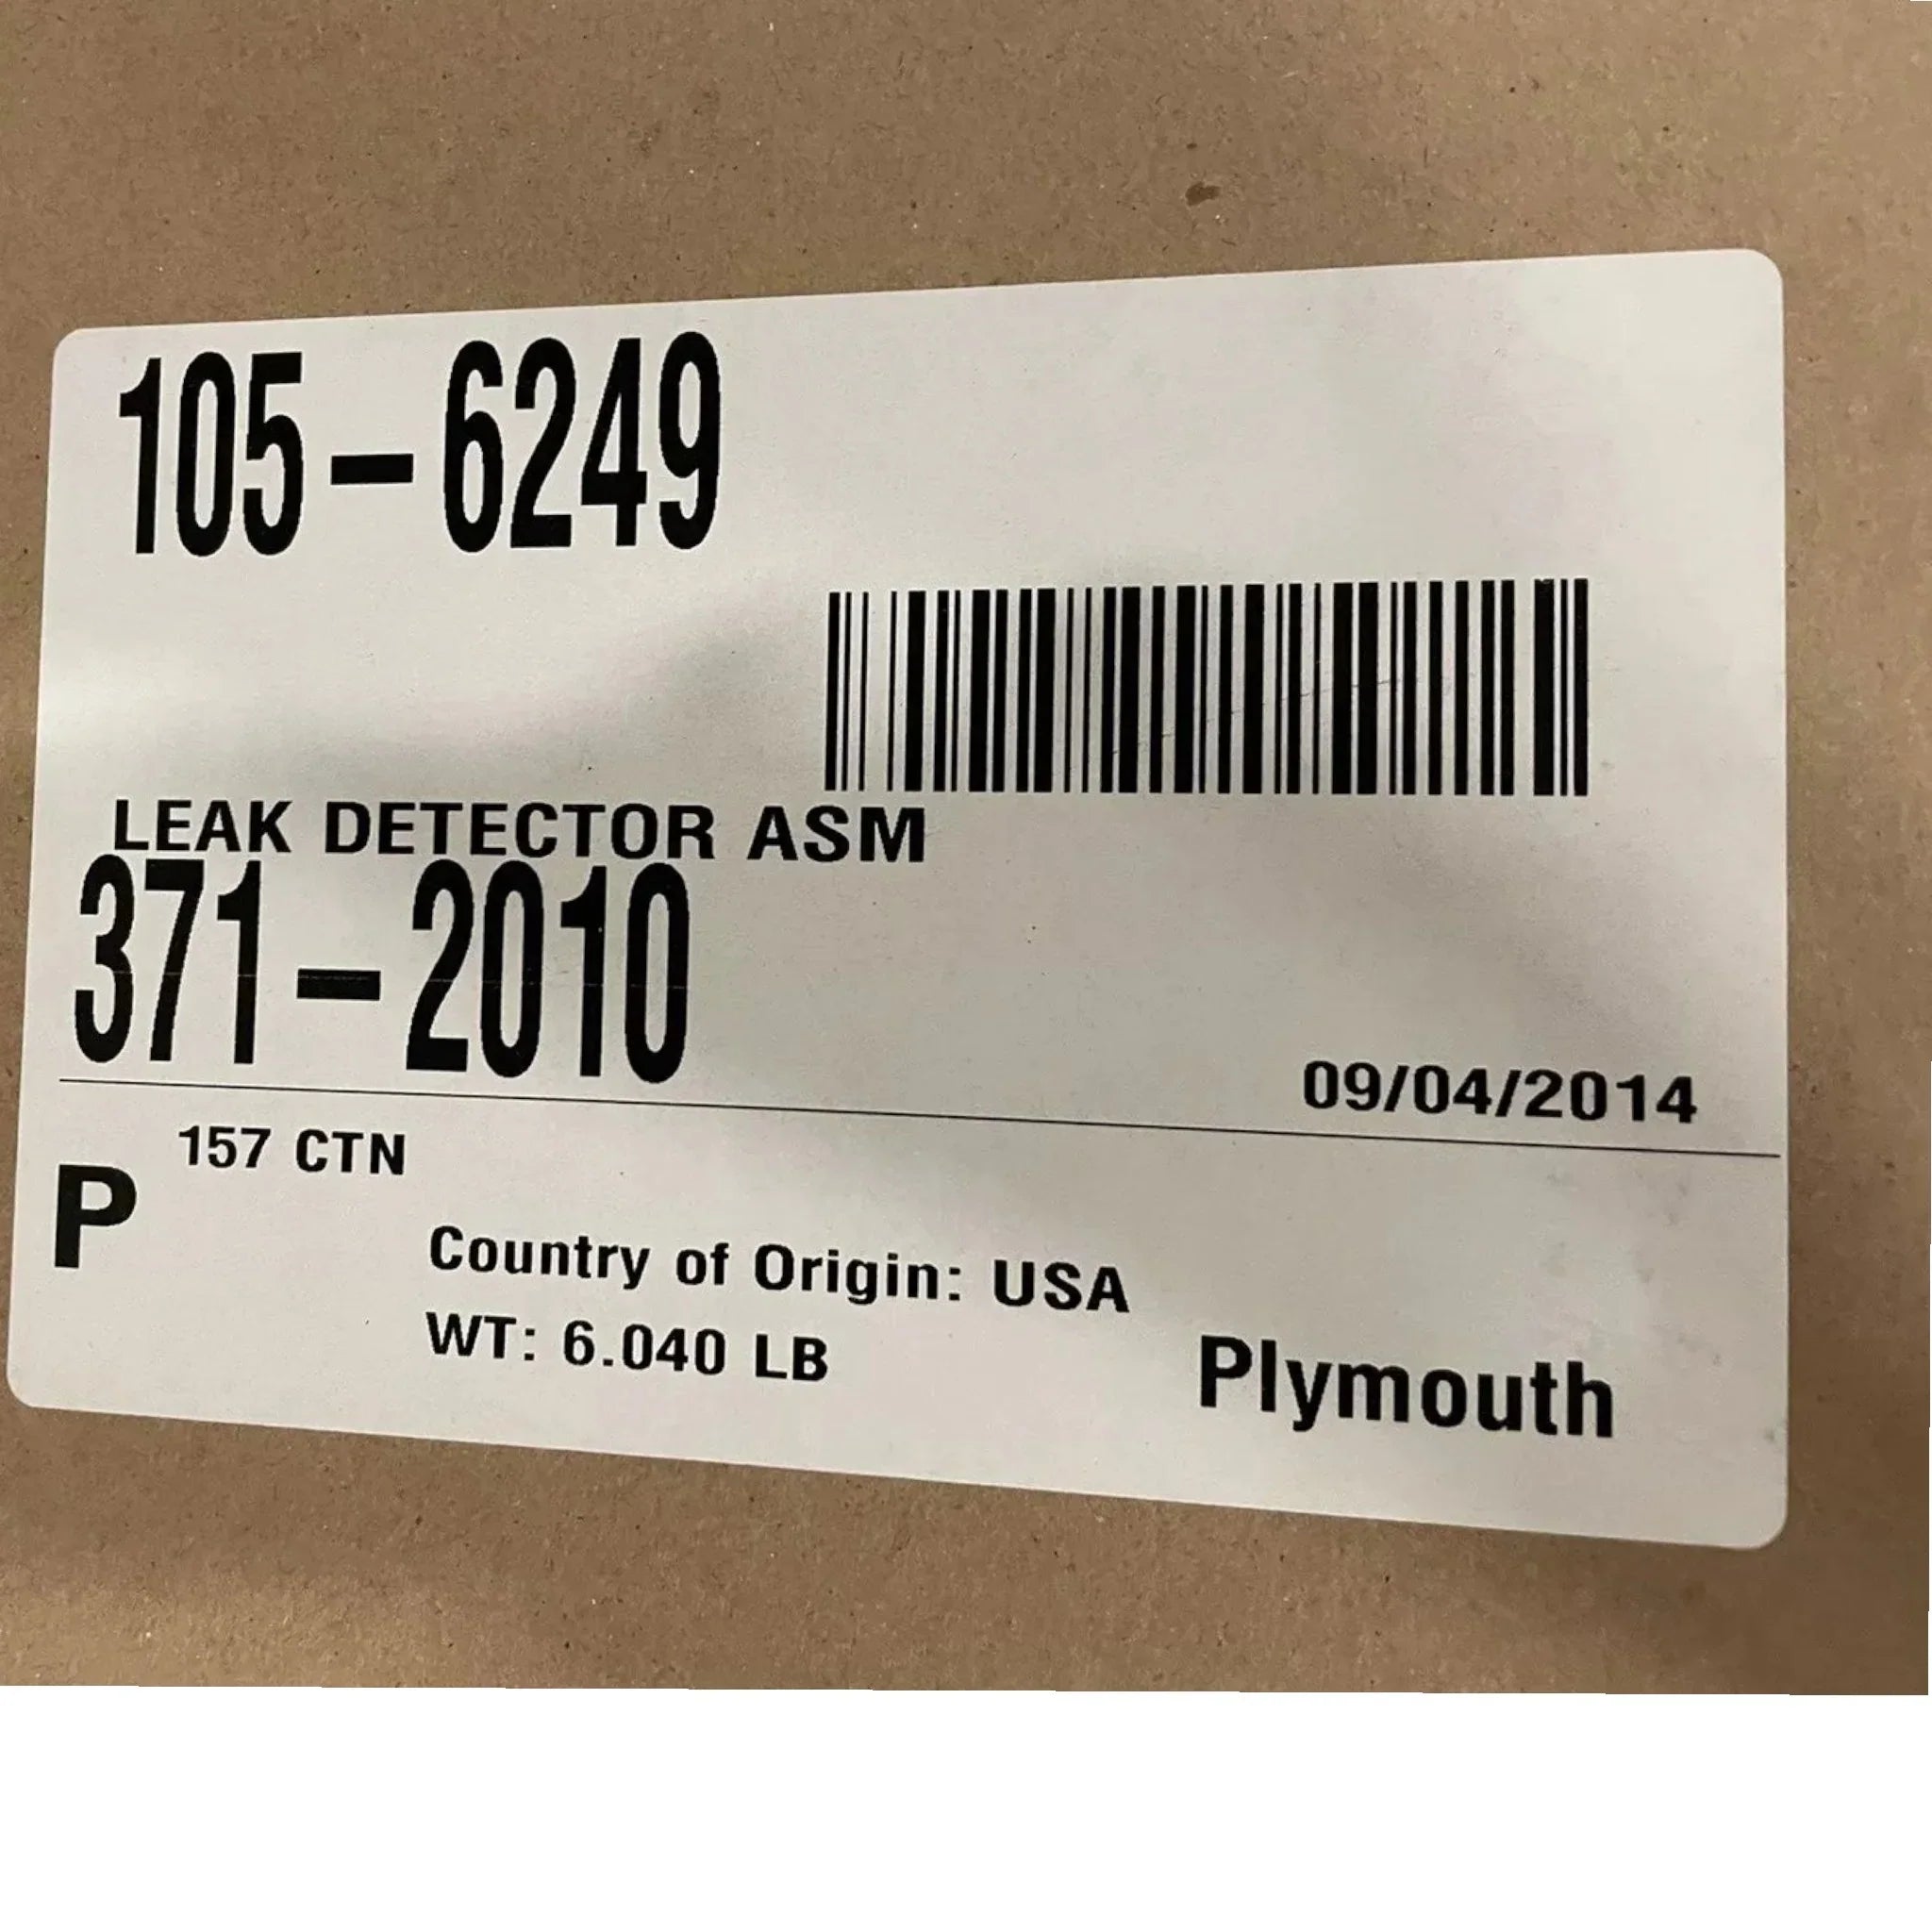 105-6249
LEAK DETECTOR ASM
371-2010
09/04/2014
157 CTN
P
Country of Origin: USA
WT: 6.040 LB
Plymouth